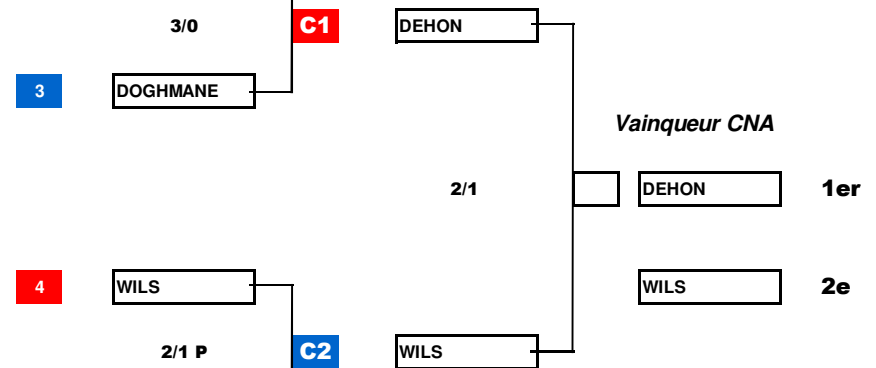 3/0 C1 DEHON
3 DOGHMANE
Vainqueur CNA
2/1 DEHON 1er
4 WILS WILS 2e
2/1 P C2 WILS